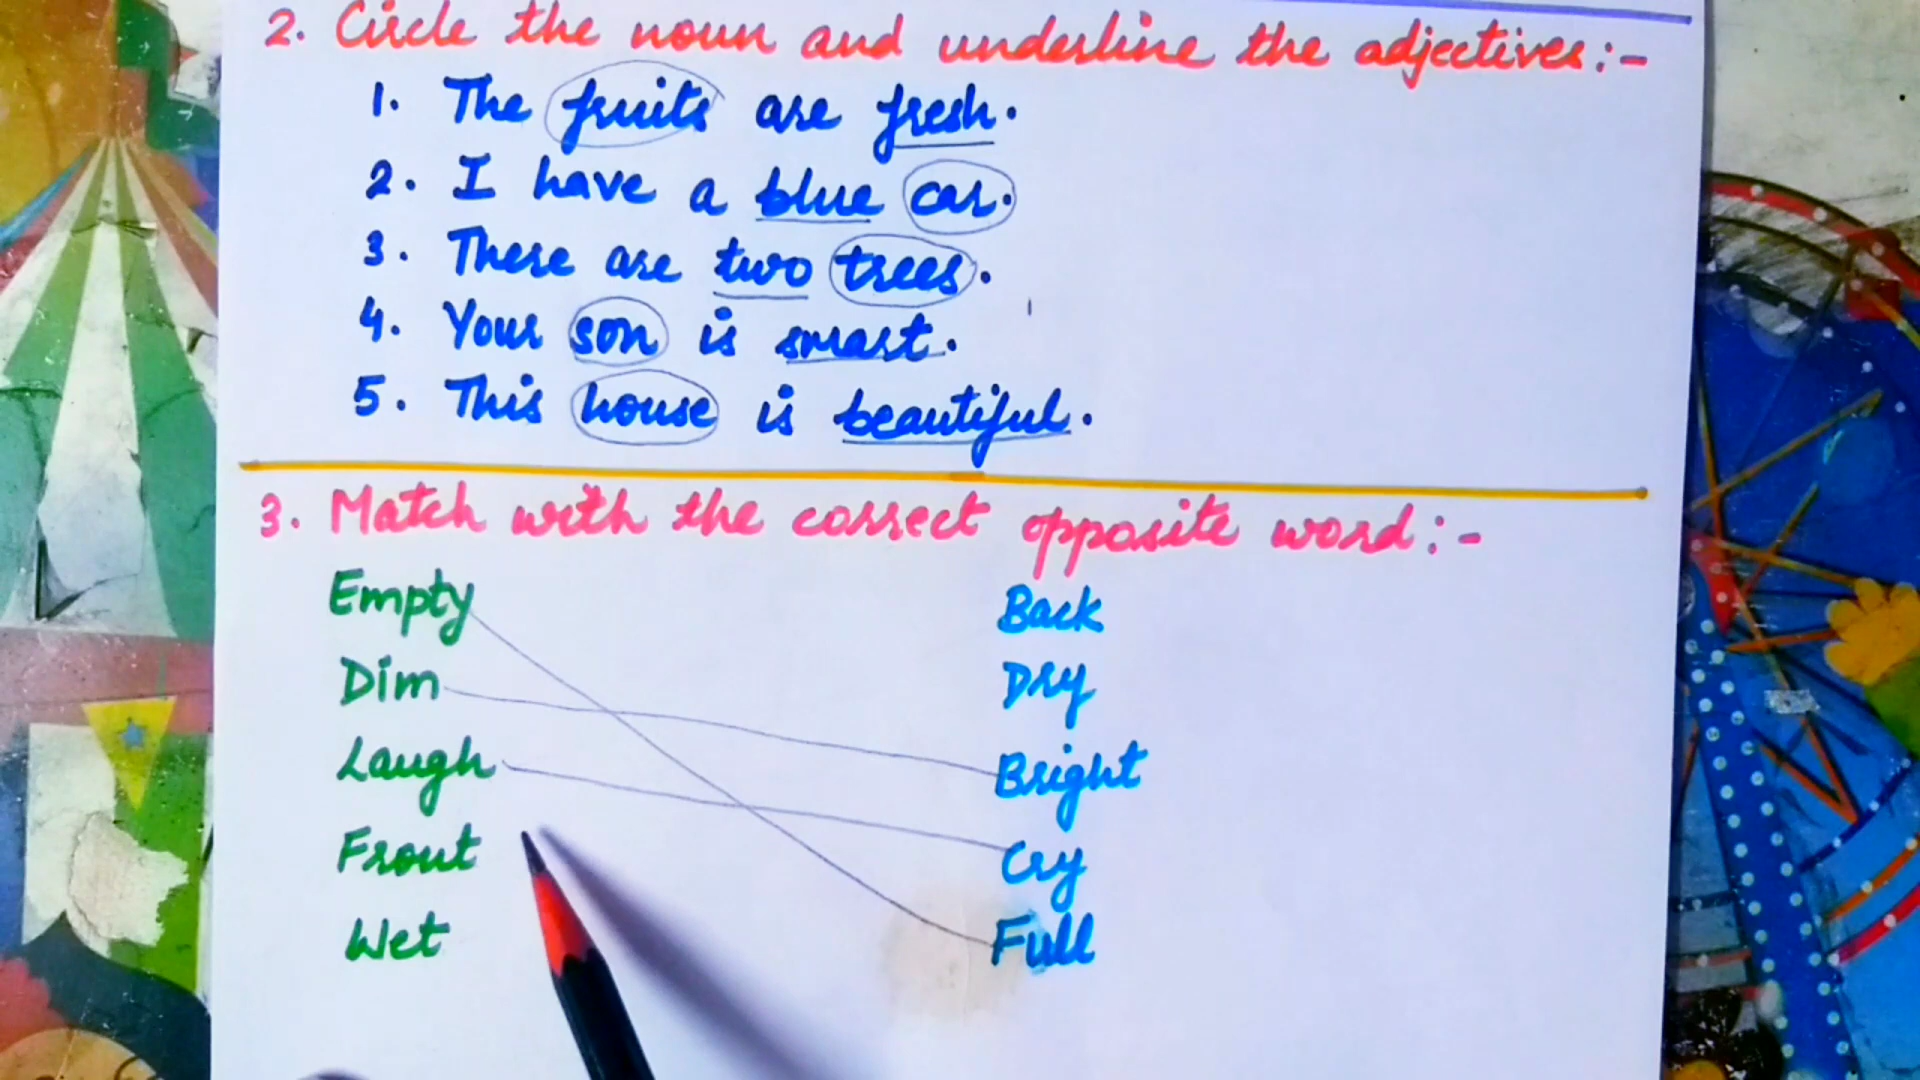 2. Circle the noun and underline the adjectives:-
1. The fruits are fresh.
2. I have a blue car.
3. There are two trees.
4. Your son is smart.
5. This house is beautiful.
3. Match with the correct opposite word:-
Empty Back
Dim Dry
Laugh Bright
Front Cry
Wet Full